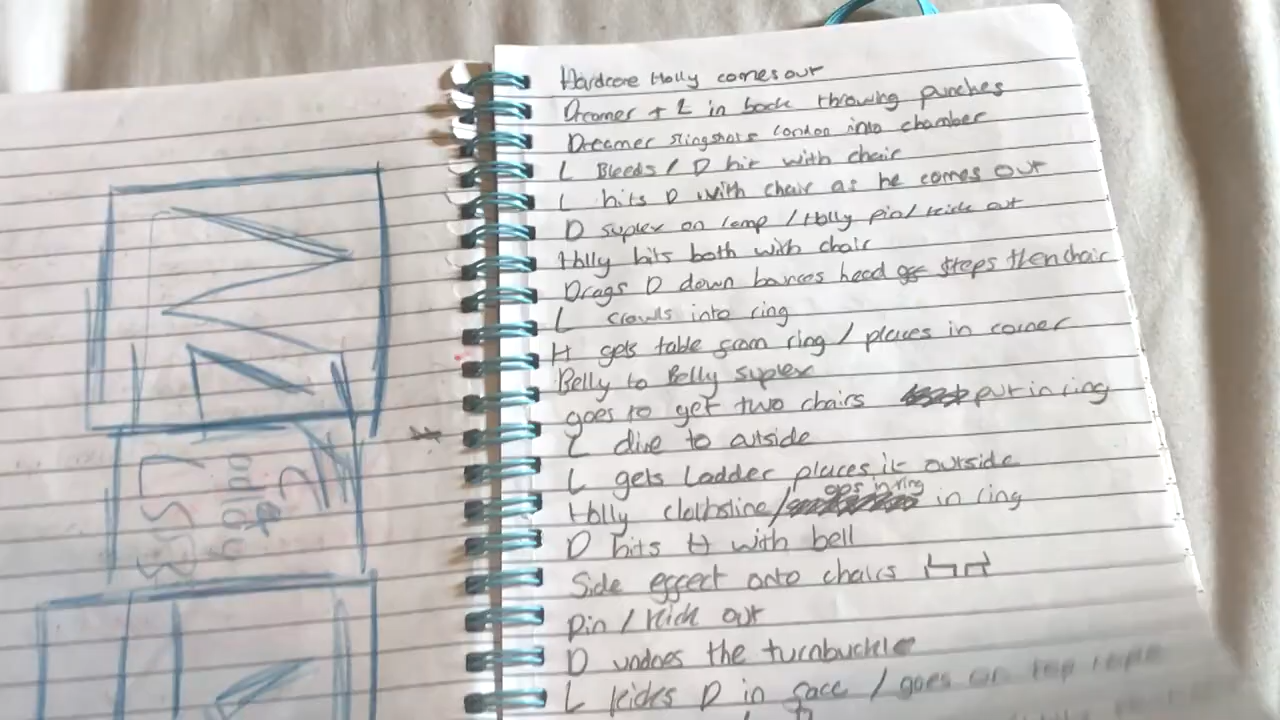 Hardcore Holly comes out
Dreamer + L in back throwing punches
Dreamer slingshots London into chamber
L Bleeds / D hit with chair
L hits D with chair as he comes out
D suplex on ramp / Holly pin / kick out
Holly hits both with chair
Drags D down bounces head off steps then chair
L crawls into ring
H gets table from ring / places in corner
Belly to Belly suplex
goes to get two chairs put in ring
L dive to outside
L gets Ladder places it outside
Holly clothsline / gets in ring in ring
D hits H with bell
Side effect onto chairs
Pin / Kick out
D undoes the turnbuckle
L kicks D in face / goes on top rope